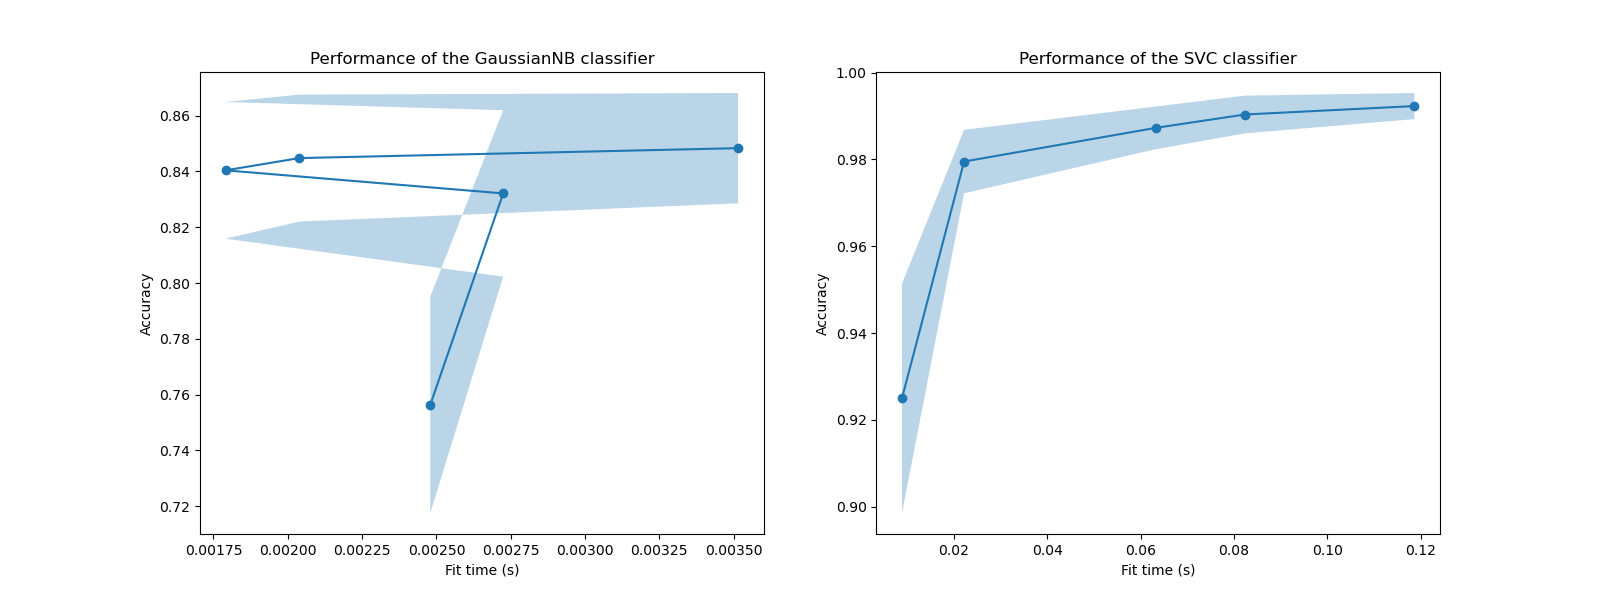 Performance of the GaussianNB classifier
Accuracy
0.86
0.84
0.82
0.80
0.78
0.76
0.74
0.72
0.00175 0.00200 0.00225 0.00250 0.00275 0.00300 0.00325 0.00350
Fit time (s)
Performance of the SVC classifier
Accuracy
1.00
0.98
0.96
0.94
0.92
0.90
0.02 0.04 0.06 0.08 0.10 0.12
Fit time (s)